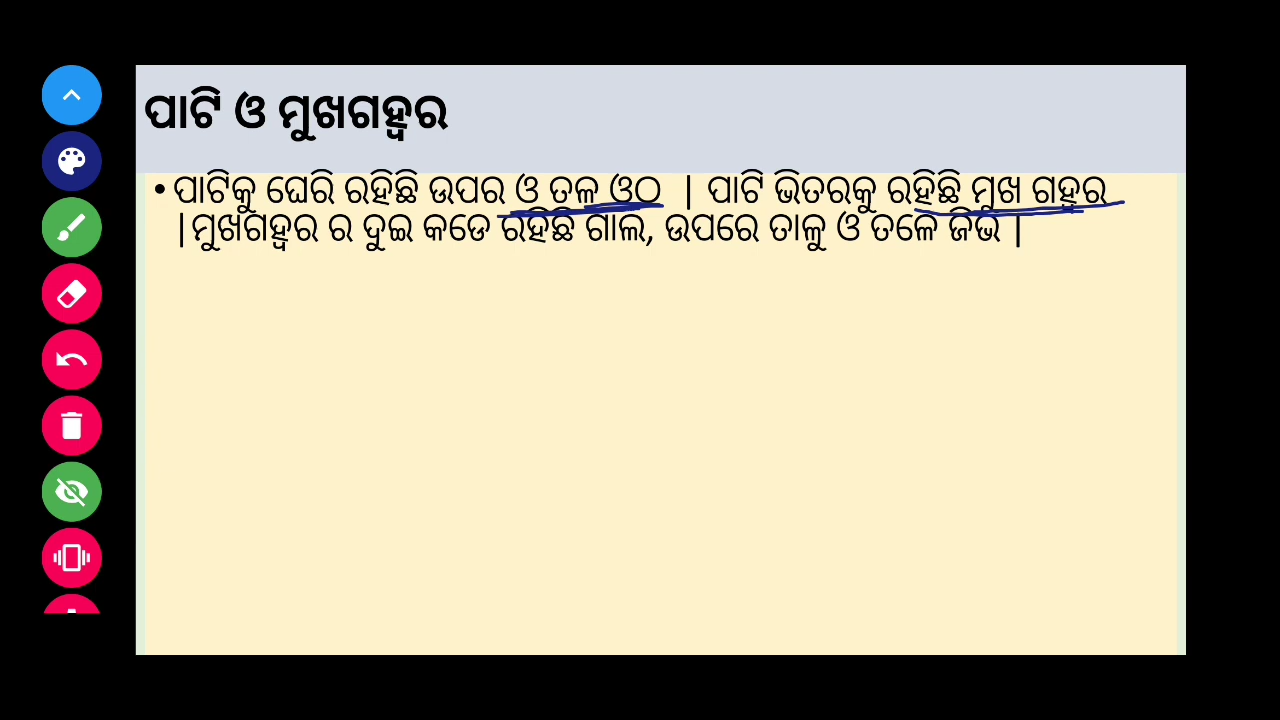 ପାଟି ଓ ମୁଖଗହ୍ୱର
• ପାଟିକୁ ଘେରି ରହିଛି ଉପର ଓ ତଳ ଓଠ | ପାଟି ଭିତରକୁ ରହିଛି ମୁଖ ଗହ୍ୱର
|ମୁଖଗହ୍ୱର ର ଦୁଇ କଡେ ରହିଛି ଗାଲ, ଉପରେ ତାଳୁ ଓ ତଳେ ଜିଭ |